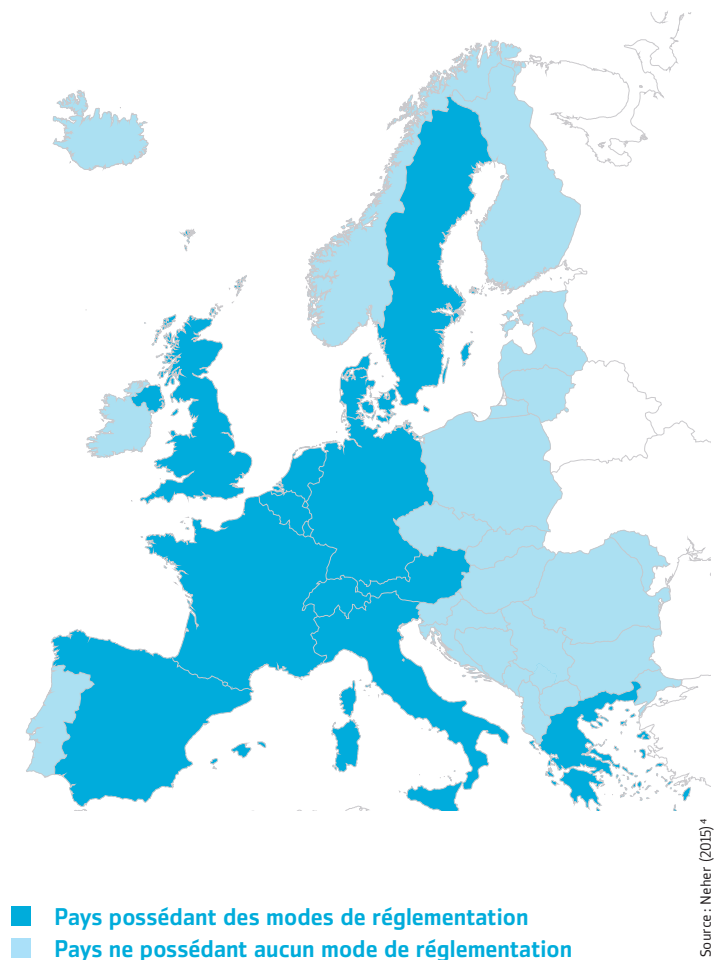 Source: Neher (2015)⁴
Pays possédant des modes de réglementation
Pays ne possédant aucun mode de réglementation